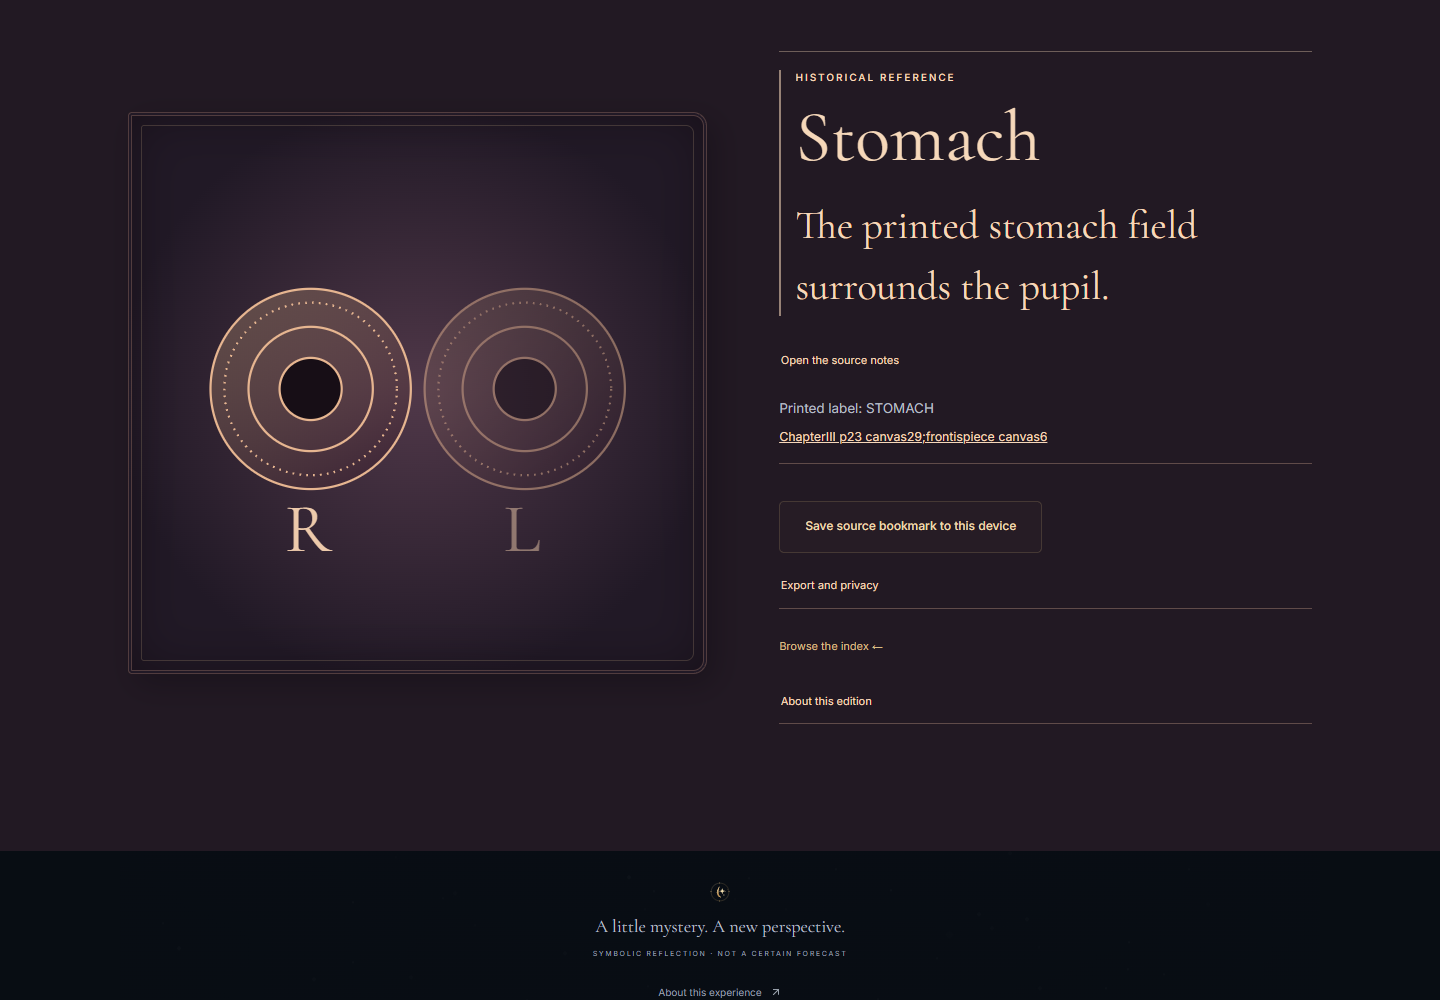 HISTORICAL REFERENCE
Stomach
The printed stomach field
surrounds the pupil.
Open the source notes
Printed label: STOMACH
ChapterIII p23 canvas29;frontispiece canvas6
Save source bookmark to this device
Export and privacy
Browse the index ←
About this edition
R L
A little mystery. A new perspective.
SYMBOLIC REFLECTION · NOT A CERTAIN FORECAST
About this experience ↗